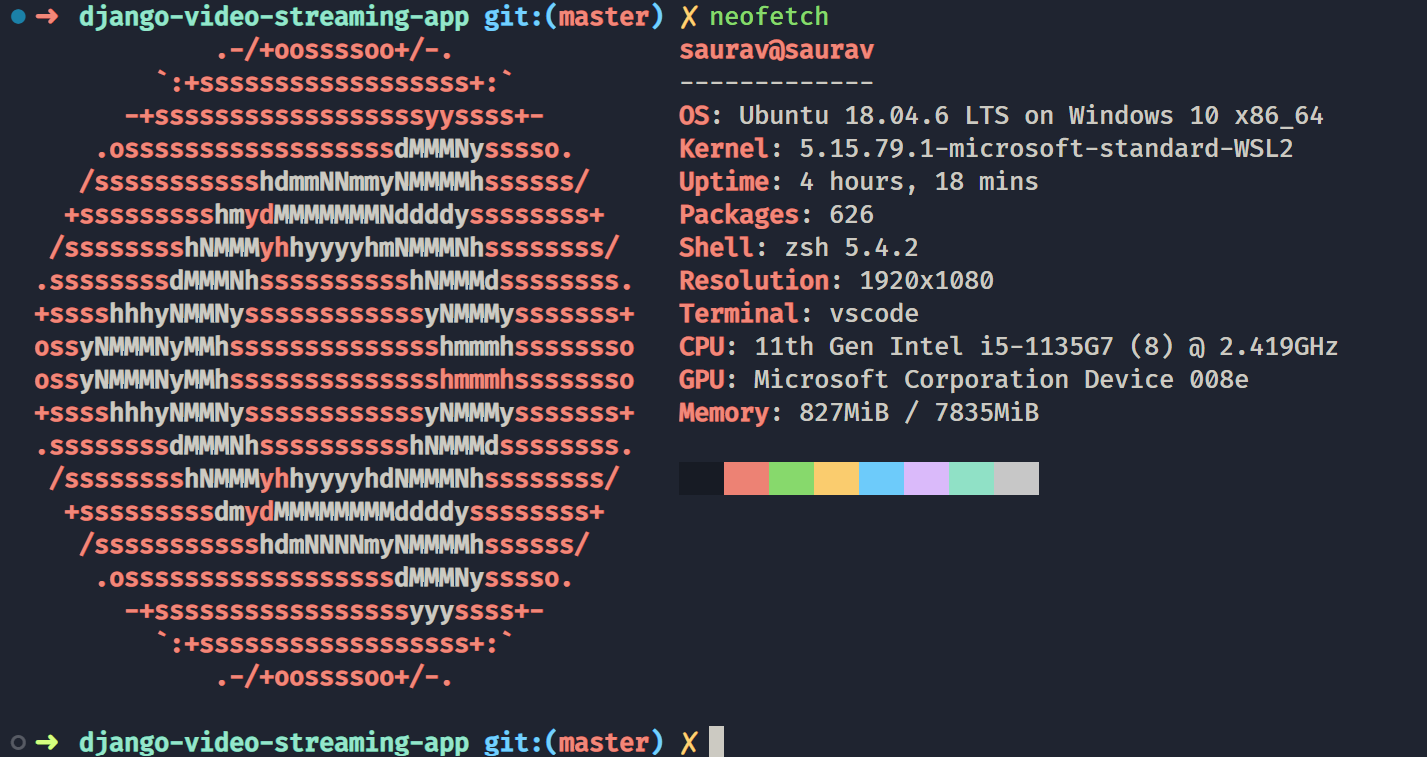 ➜ django-video-streaming-app git:(master) ✗ neofetch
            .-/+oossssoo+/-.               saurav@saurav
        `:+ssssssssssssssssss+:`           -------------
      -+ssssssssssssssssssyyssss+-         OS: Ubuntu 18.04.6 LTS on Windows 10 x86_64
    .ossssssssssssssssssdMMMNysssso.       Kernel: 5.15.79.1-microsoft-standard-WSL2
   /ssssssssssshdmmNNmmyNMMMMhssssss/      Uptime: 4 hours, 18 mins
  +ssssssssshmydMMMMMMMNddddyssssssss+     Packages: 626
 /sssssssshNMMMyhhyyyyhmNMMMNhssssssss/    Shell: zsh 5.4.2
.ssssssssdMMMNhsssssssssshNMMMdssssssss.   Resolution: 1920x1080
+sssshhhyNMMNyssssssssssssyNMMMysssssss+   Terminal: vscode
ossyNMMMNyMMhsssssssssssssshmmmhssssssso   CPU: 11th Gen Intel i5-1135G7 (8) @ 2.419GHz
ossyNMMMNyMMhsssssssssssssshmmmhssssssso   GPU: Microsoft Corporation Device 008e
+sssshhhyNMMNyssssssssssssyNMMMysssssss+   Memory: 827MiB / 7835MiB
.ssssssssdMMMNhsssssssssshNMMMdssssssss.
 /sssssssshNMMMyhhyyyyhdNMMMNhssssssss/
  +sssssssssdmydMMMMMMMMddddyssssssss+
   /ssssssssssshdmNNNNmyNMMMMhssssss/
    .ossssssssssssssssssdMMMNysssso.
      -+sssssssssssssssssyyyssss+-
        `:+ssssssssssssssssss+:`
            .-/+oossssoo+/-.
➜ django-video-streaming-app git:(master) ✗